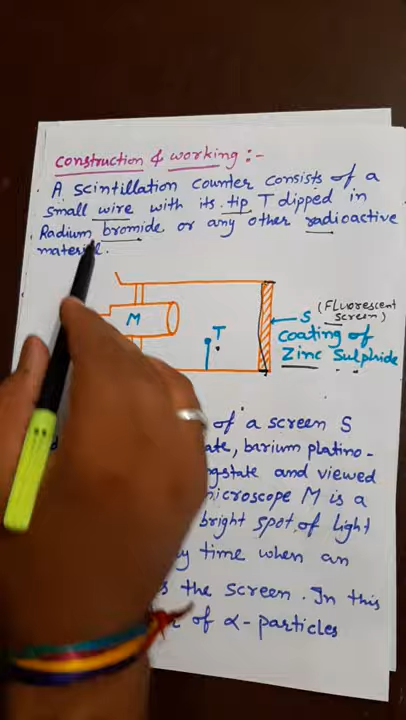 construction & working :-
A scintillation counter consists of a
small wire with its tip T dipped in
Radium bromide or any other radioactive
material.
M
T
S (Fluorescent
screen)
coating of
Zinc Sulphide
of a screen S
barium platino-
and viewed
microscope M is a
bright spot of light
time when an
the screen. In this
of α-particles